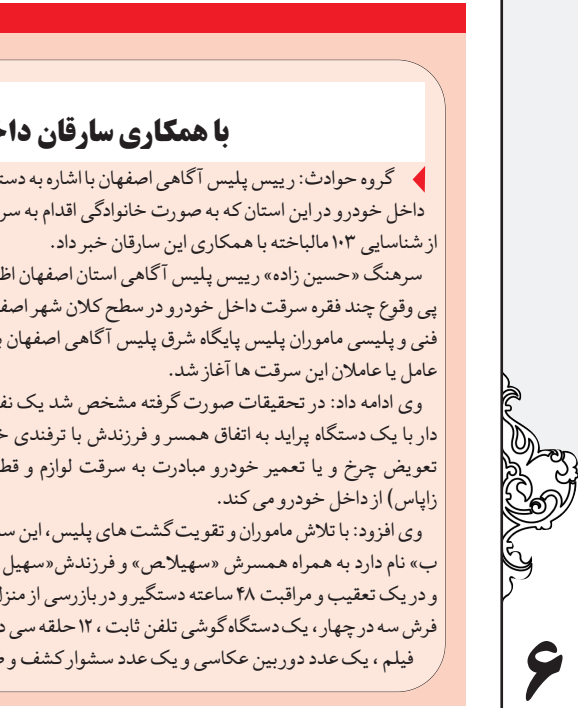 با همکاری سارقان
گروه حوادث: رییس پلیس آگاهی اصفهان با اشاره به
داخل خودرو در این استان که به صورت خانوادگی اقدام به
از شناسایی ۱۰۳ مالباخته با همکاری این سارقان خبر داد.
سرهنگ «حسین زاده» رییس پلیس آگاهی استان اصفهان
پی وقوع چند فقره سرقت داخل خودرو در سطح کلان شهر
فنی و پلیسی ماموران پلیس پایگاه شرق پلیس آگاهی اصفهان
عامل یا عاملان این سرقت ها آغاز شد.
وی ادامه داد: در تحقیقات صورت گرفته مشخص شد یک
دار با یک دستگاه پراید به اتفاق همسر و فرزندش با ترفندی
تعویض چرخ و یا تعمیر خودرو مبادرت به سرقت لوازم و
زاپاس) از داخل خودرو می کند.
وی افزود: با تلاش ماموران و تقویت گشت های پلیس، این
ب» نام دارد به همراه همسرش «سهیلا.ص» و فرزندش«سهیل
و در یک تعقیب و مراقبت ۴۸ ساعته دستگیر و در بازرسی از
فرش سه در چهار ، یک دستگاه گوشی تلفن ثابت ، ۱۲ حلقه سی
فیلم ، یک عدد دوربین عکاسی و یک عدد سشوار کشف و
۶